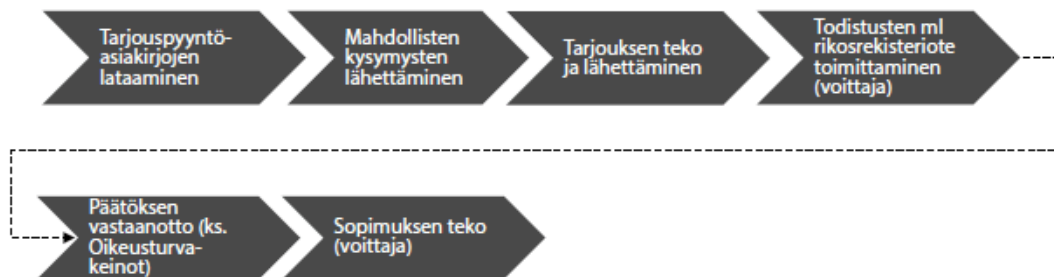 Tarjouspyyntö-
asiakirjojen
lataaminen
Mahdollisten
kysymysten
lähettäminen
Tarjouksen teko
ja lähettäminen
Todistusten ml
rikosrekisteriote
toimittaminen
(voittaja)
Päätöksen
vastaanotto (ks.
Oikeusturva-
keinot)
Sopimuksen teko
(voittaja)